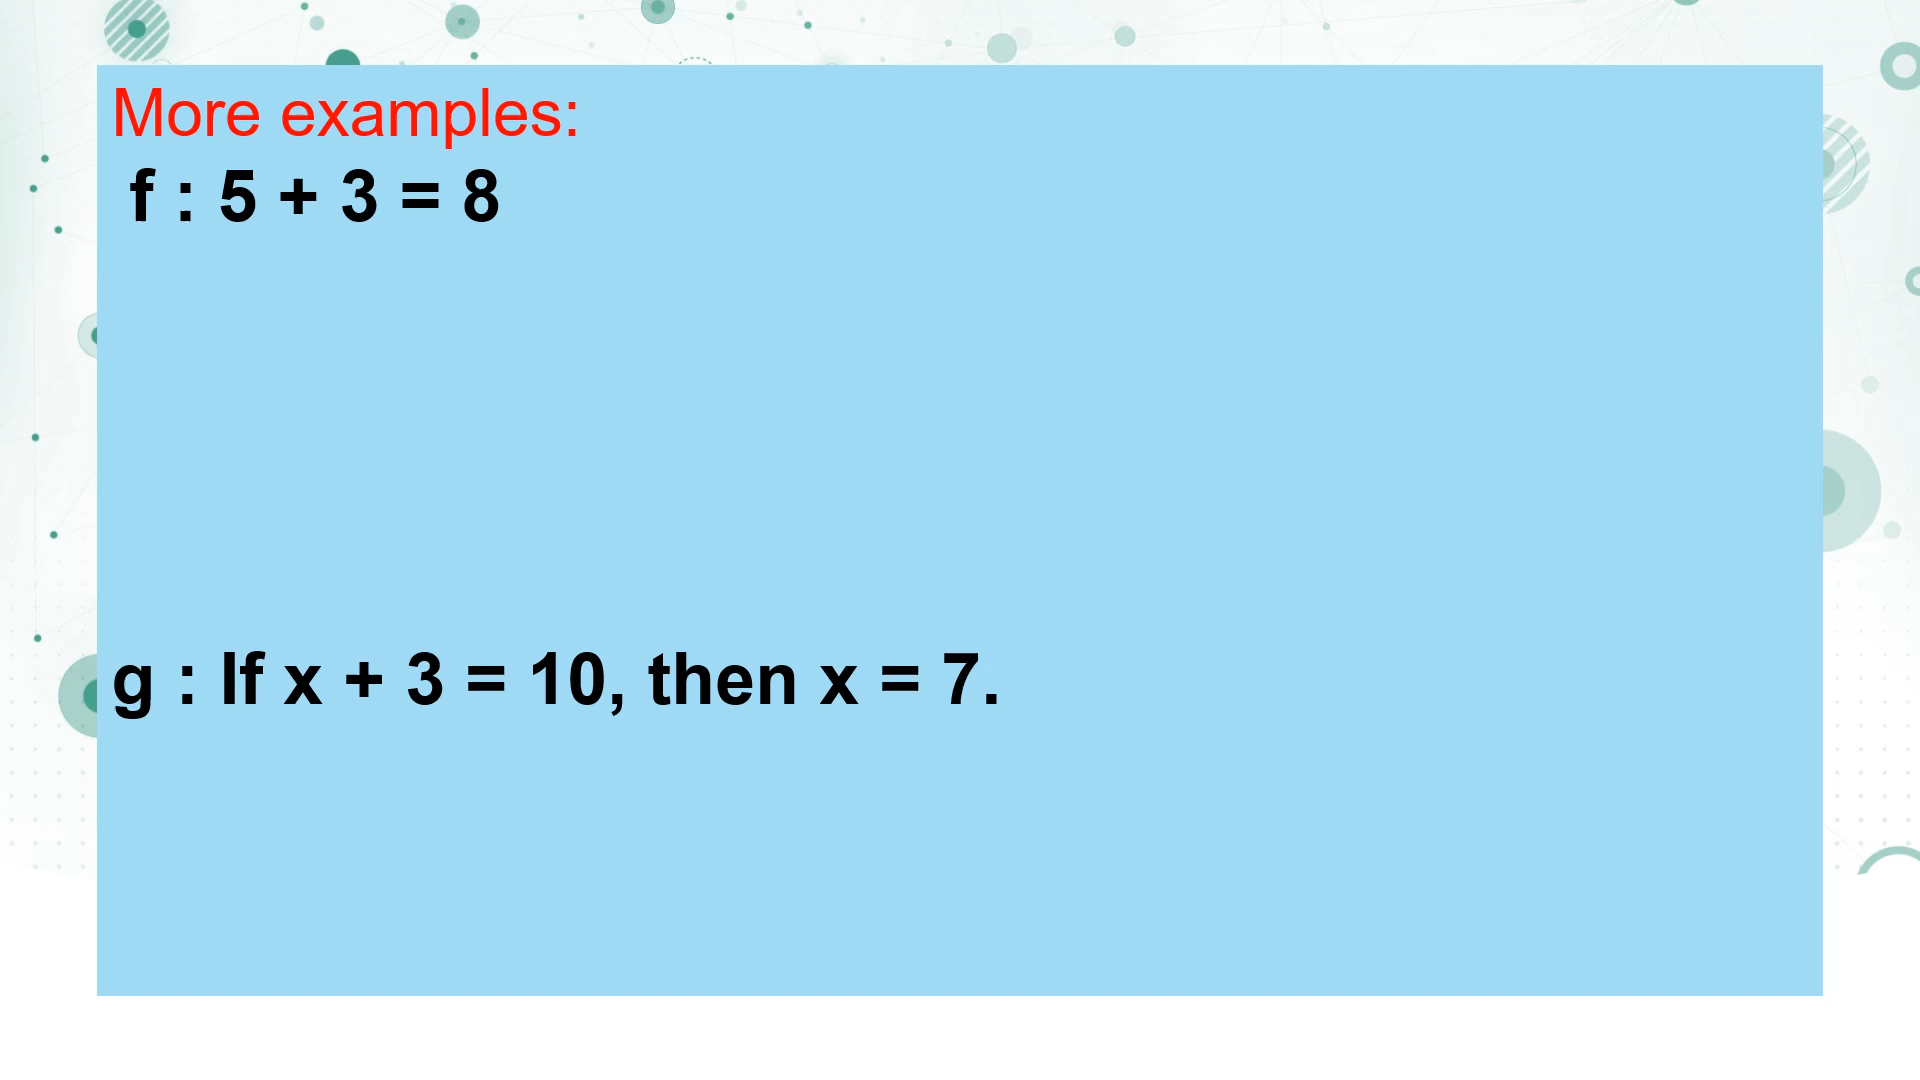 More examples:
f : 5 + 3 = 8
g : If x + 3 = 10, then x = 7.